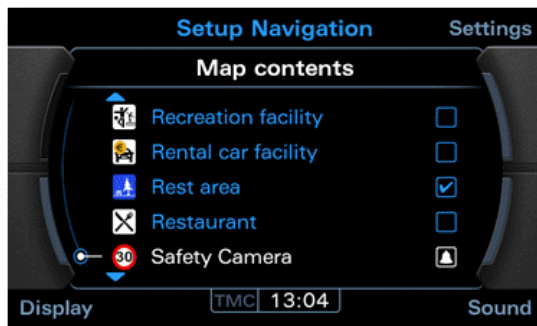 Setup Navigation Settings
Map contents
Recreation facility
Rental car facility
Rest area
Restaurant
30 Safety Camera
Display TMC 13:04 Sound